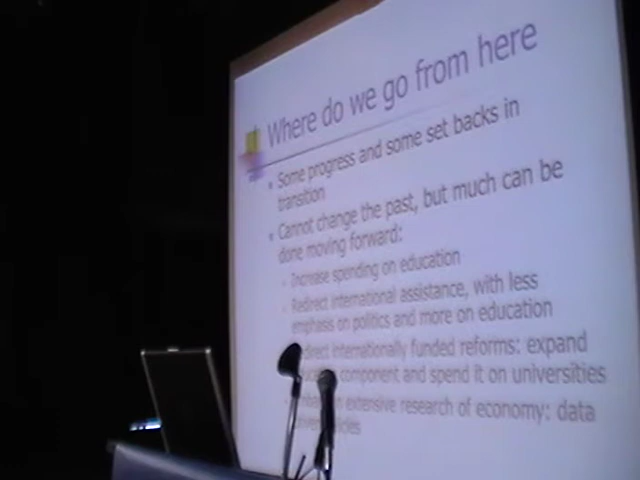 Where do we go from here
Some progress and some set backs in
transition
Cannot change the past, but much can be
done moving forward:
Increase spending on education
Redirect international assistance, with less
emphasis on politics and more on education
internationally funded reforms: expand
component and spend it on universities
extensive research of economy: data